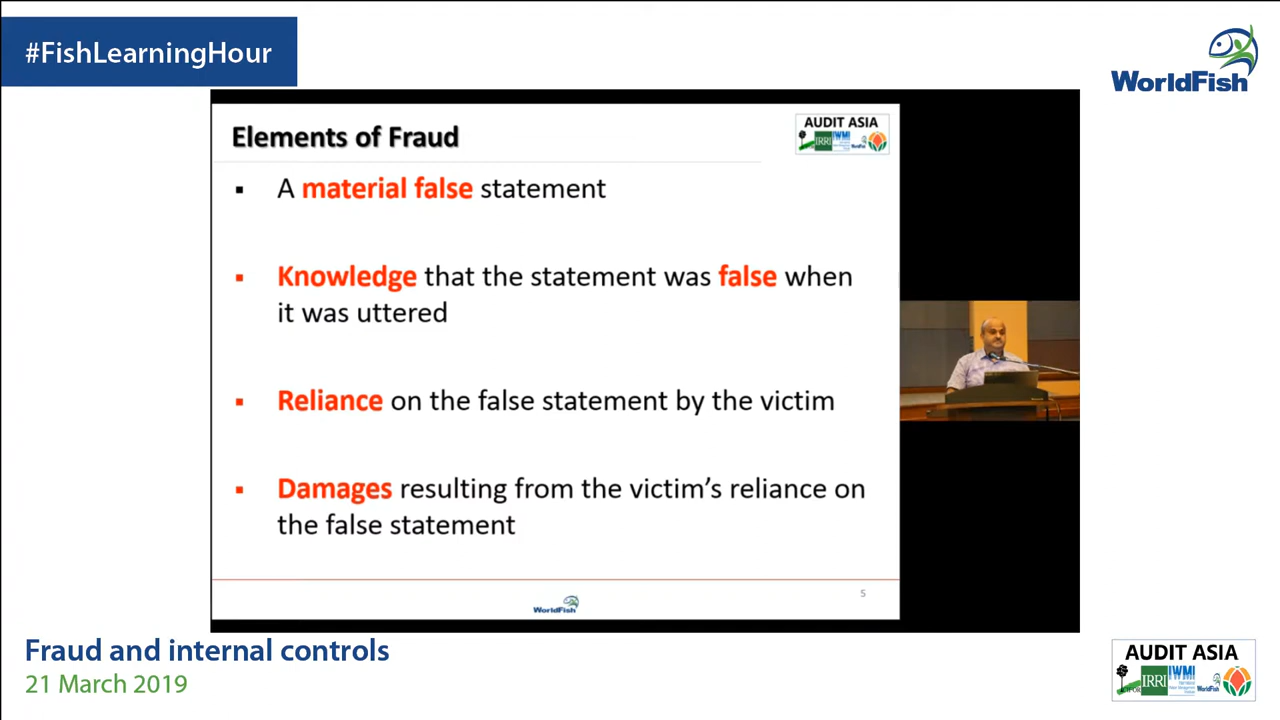 #FishLearningHour
WorldFish
Elements of Fraud
AUDIT ASIA
IRRI
IWMI
▪ A material false statement
▪ Knowledge that the statement was false when
it was uttered
▪ Reliance on the false statement by the victim
▪ Damages resulting from the victim's reliance on
the false statement
5
WorldFish
Fraud and internal controls
21 March 2019
AUDIT ASIA
IRRI
IWMI
WorldFish